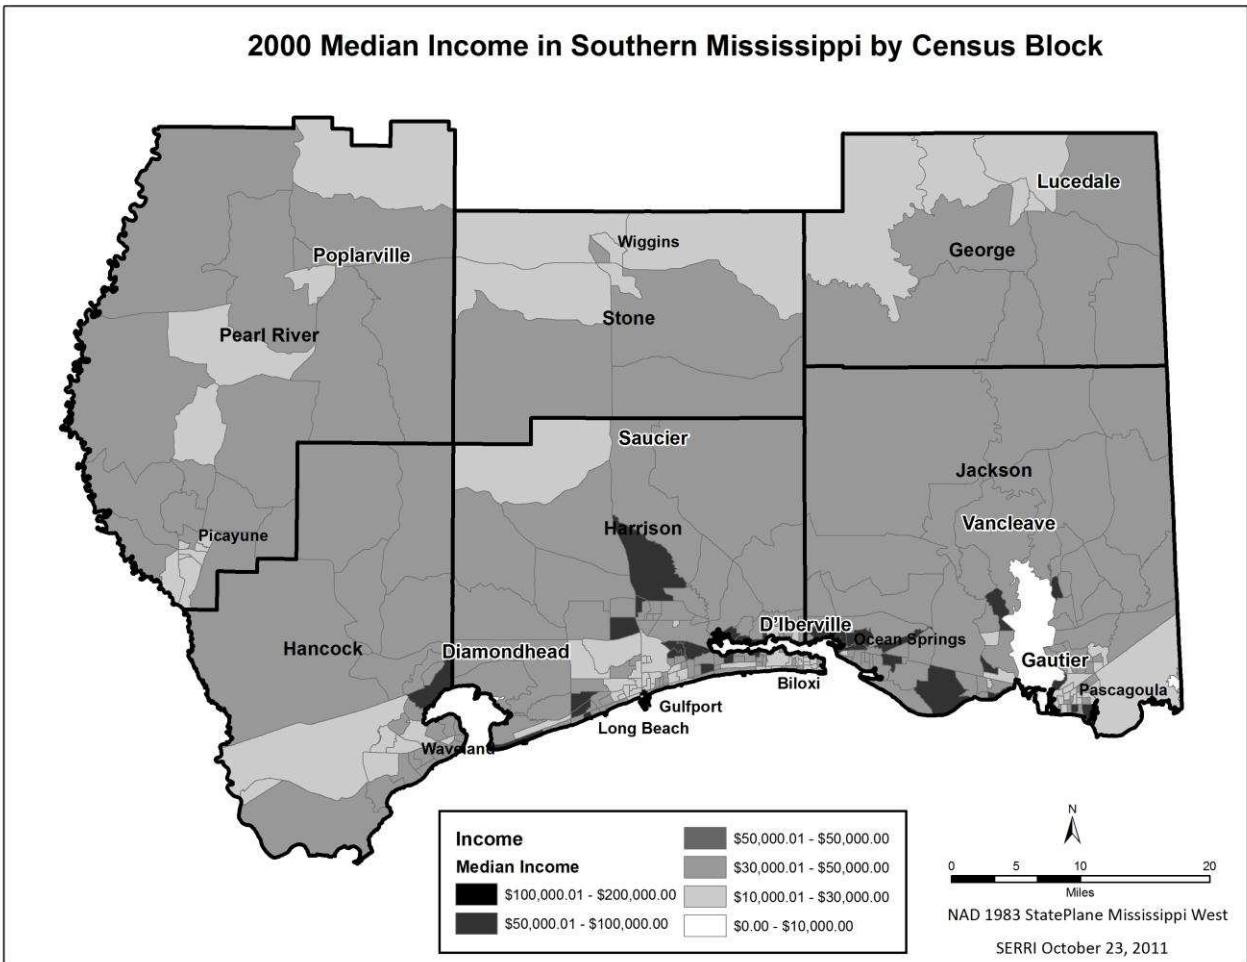 2000 Median Income in Southern Mississippi by Census Block
Lucedale
Wiggins
George
Poplarville
Stone
Pearl River
Saucier
Jackson
Vancleave
Harrison
Picayune
D'Iberville
Ocean Springs
Hancock
Diamondhead
Gautier
Biloxi
Pascagoula
Gulfport
Long Beach
Waveland
Income
Median Income
$100,000.01 - $200,000.00
$50,000.01 - $100,000.00
$50,000.01 - $50,000.00
$30,000.01 - $50,000.00
$10,000.01 - $30,000.00
$0.00 - $10,000.00
N
0 5 10 20
Miles
NAD 1983 StatePlane Mississippi West
SERRI October 23, 2011